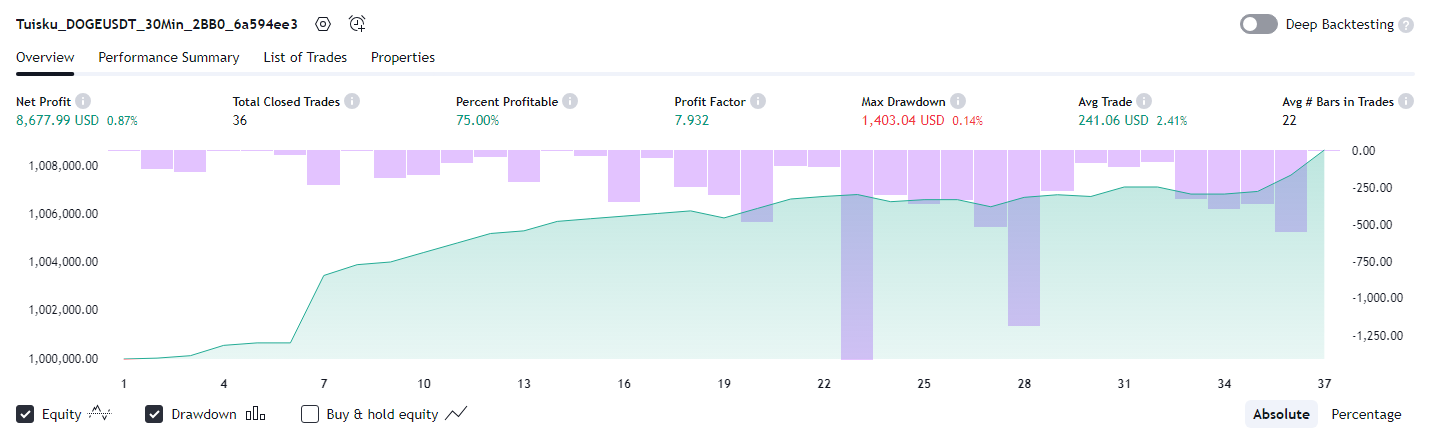 Tuisku_DOGEUSDT_30Min_2BB0_6a594ee3
Deep Backtesting ?
Overview Performance Summary List of Trades Properties
Net Profit Total Closed Trades Percent Profitable Profit Factor Max Drawdown Avg Trade Avg # Bars in Trades
8,677.99 USD 0.87% 36 75.00% 7.932 1,403.04 USD 0.14% 241.06 USD 2.41% 22
1,008,000.00 0.00
1,006,000.00 -250.00
-500.00
1,004,000.00 -750.00
1,002,000.00 -1,000.00
-1,250.00
1,000,000.00
1 4 7 10 13 16 19 22 25 28 31 34 37
Equity Drawdown Buy & hold equity Absolute Percentage